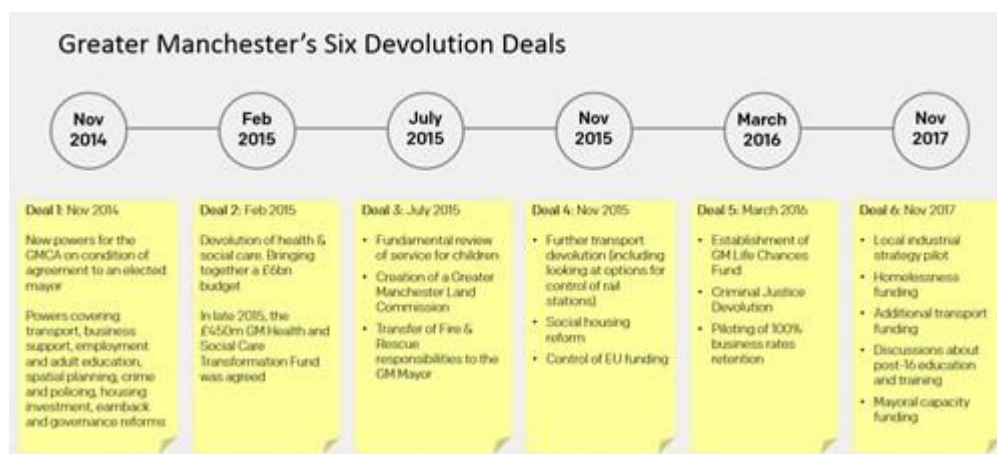 Greater Manchester's Six Devolution Deals
Nov
2014
Feb
2015
July
2015
Nov
2015
March
2016
Nov
2017
Deal 1: Nov 2014
New powers for the
GMCA on condition of
agreement to an elected
mayor
Powers covering
transport, business
support, employment
and adult education,
spatial planning, crime
and policing, housing
investment, earnback
and governance reforms
Deal 2: Feb 2015
Devolution of health &
social care. Bringing
together a £6bn
budget
In late 2015, the
£450m GM Health and
Social Care
Transformation Fund
was agreed
Deal 3: July 2015
• Fundamental review
of service for children
• Creation of a Greater
Manchester Land
Commission
• Transfer of Fire &
Rescue
responsibilities to the
GM Mayor
Deal 4: Nov 2015
• Further transport
devolution (including
looking at options for
control of rail
stations)
• Social housing
reform
• Control of EU funding
Deal 5: March 2016
• Establishment of
GM Life Chances
Fund
• Criminal Justice
Devolution
• Piloting of 100%
business rates
retention
Deal 6: Nov 2017
• Local industrial
strategy pilot
• Homelessness
funding
• Additional transport
funding
• Discussions about
post-16 education
and training
• Mayoral capacity
funding